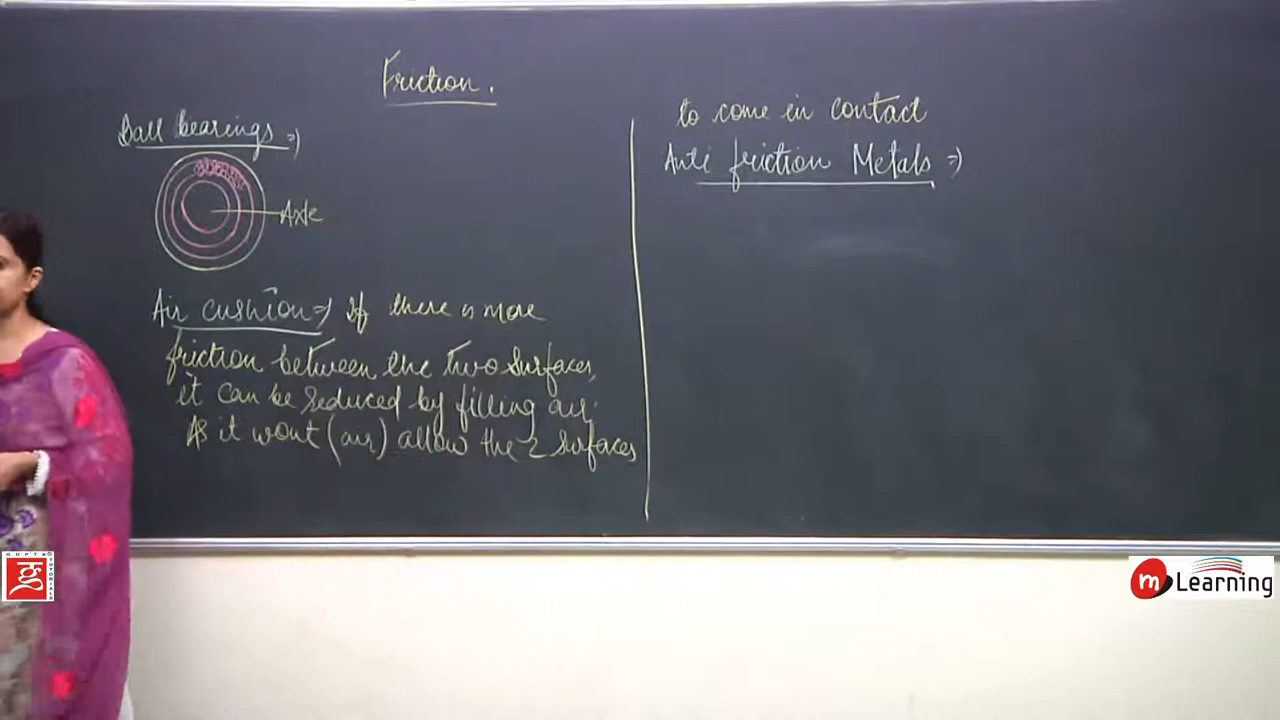 Friction.
Ball bearings ⇒
Axle
Air cushion ⇒ If there is more
friction between the two surfaces,
it can be reduced by filling air.
As it wont (air) allow the 2 surfaces
to come in contact
Anti friction Metals ⇒
GUPTA
TUTORIALS
m Learning